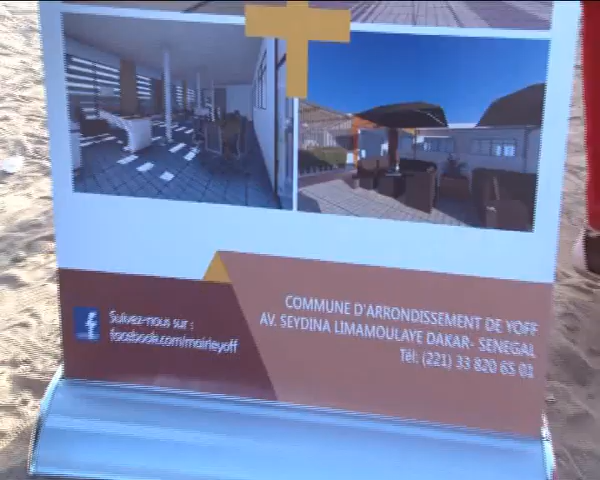 Suivez-nous sur :
facebook.com/mairieyoff
COMMUNE D'ARRONDISSEMENT DE YOFF
AV. SEYDINA LIMAMOULAYE DAKAR- SENEGAL
Tél: (221) 33 820 65 01